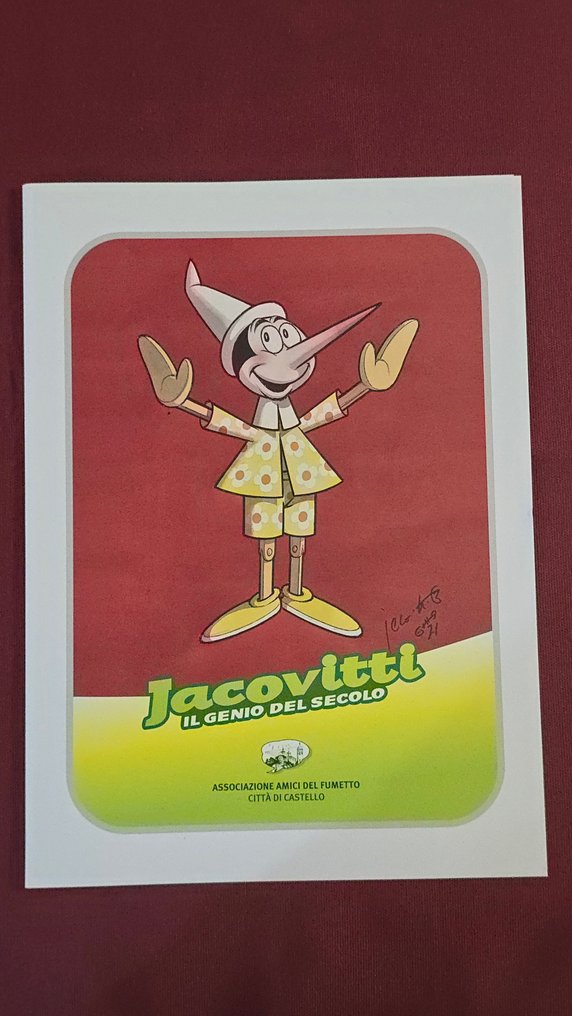 Jacovitti
IL GENIO DEL SECOLO
ASSOCIAZIONE AMICI DEL FUMETTO
CITTÀ DI CASTELLO